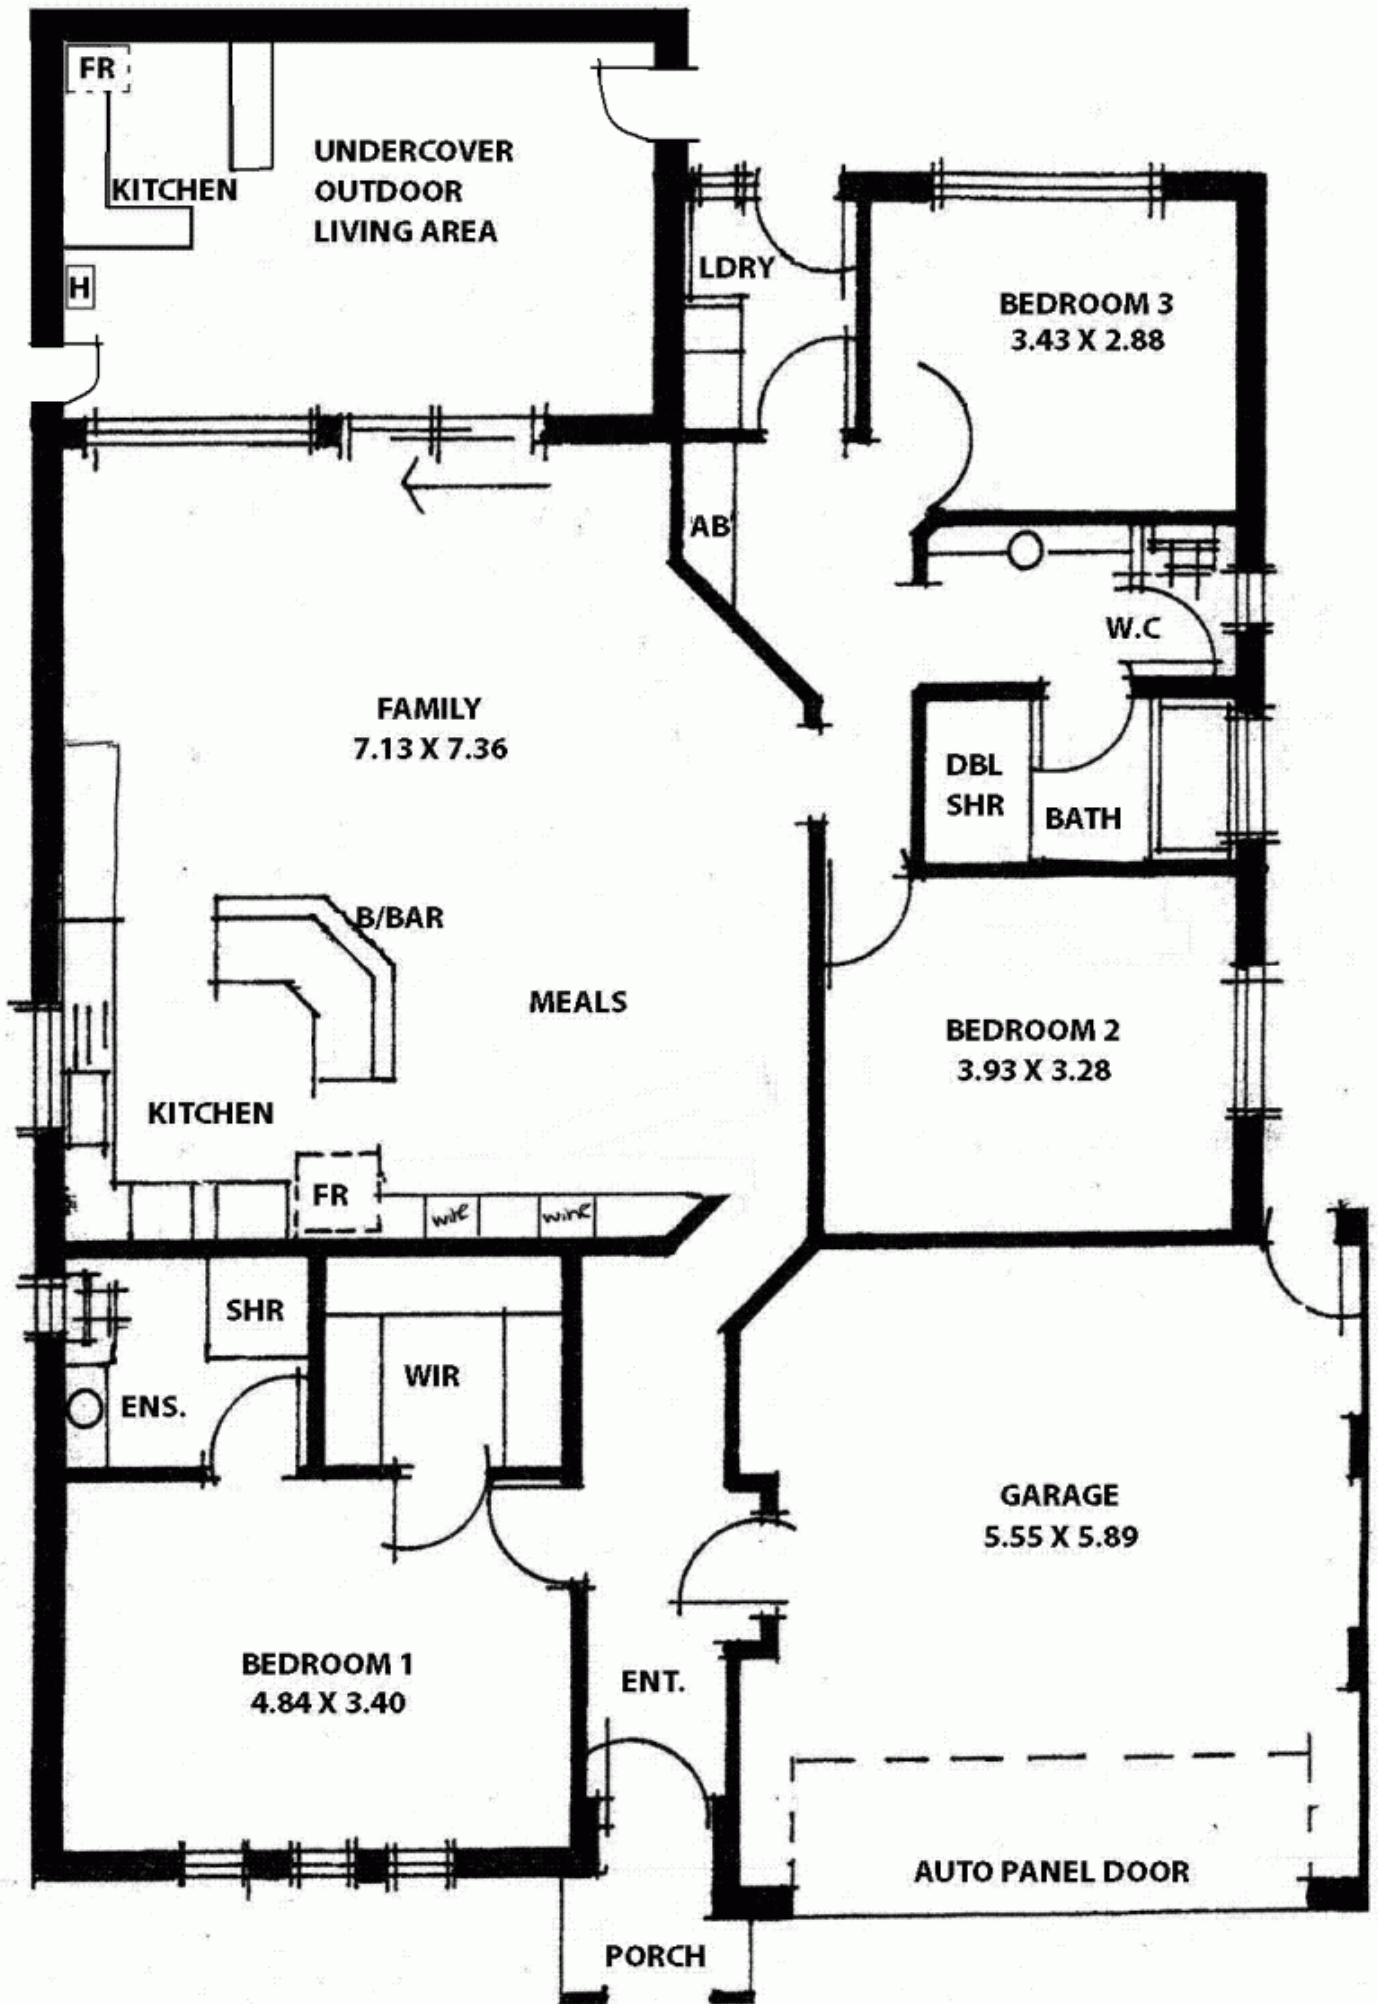 FR
KITCHEN
UNDERCOVER
OUTDOOR
LIVING AREA
H
LDRY
BEDROOM 3
3.43 X 2.88
AB
W.C
FAMILY
7.13 X 7.36
DBL
SHR
BATH
B/BAR
MEALS
BEDROOM 2
3.93 X 3.28
KITCHEN
FR
wine
wine
SHR
WIR
ENS.
GARAGE
5.55 X 5.89
BEDROOM 1
4.84 X 3.40
ENT.
AUTO PANEL DOOR
PORCH